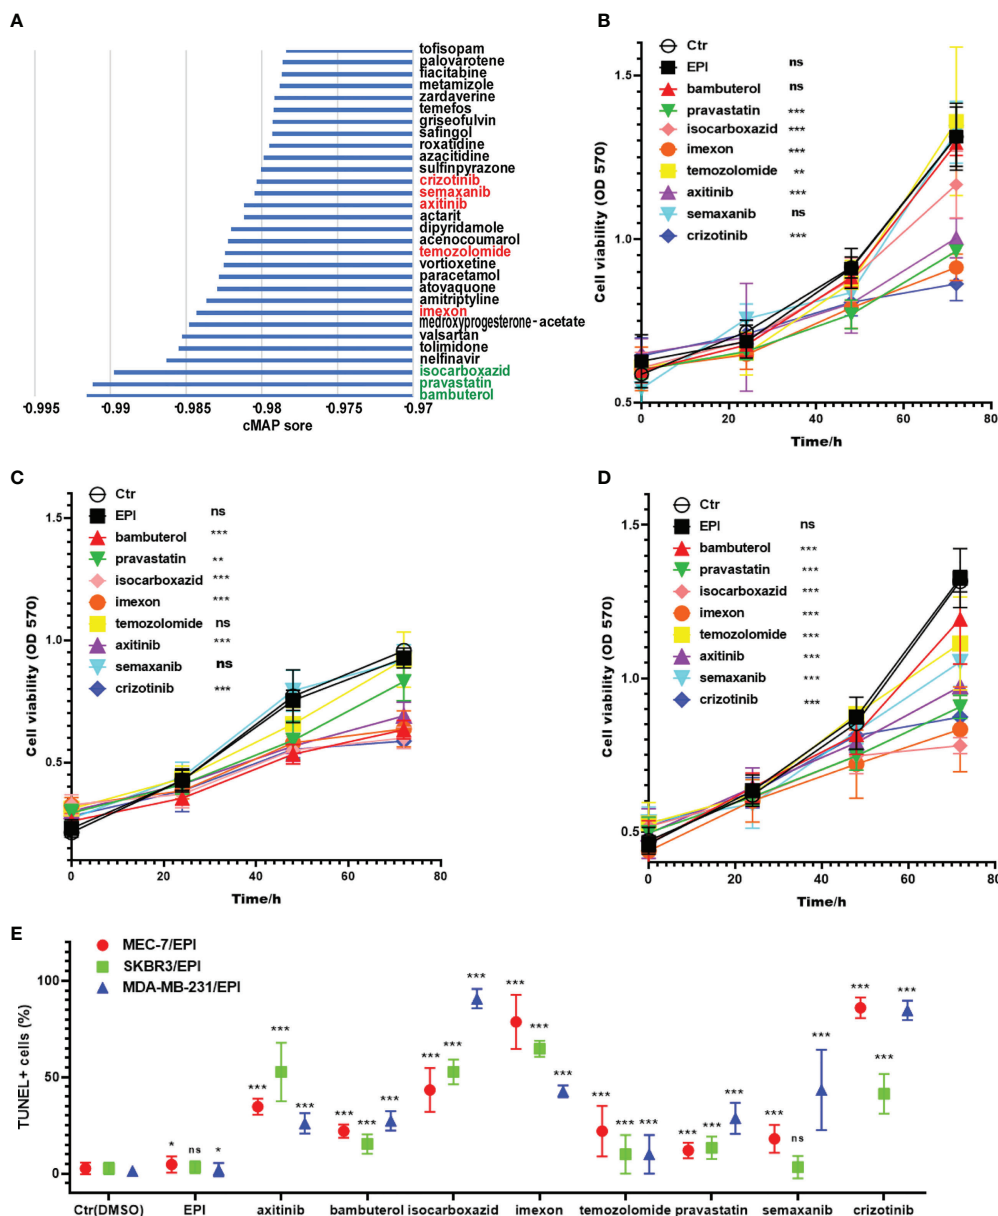 A
tofisopam
palovarotene
fiacitabine
metamizole
zardaverine
temefos
griseofulvin
safingol
roxatidine
azacitidine
sulfinpyrazone
crizotinib
semaxanib
axitinib
actarit
dipyridamole
acenocoumarol
temozolomide
vortioxetine
paracetamol
atovaquone
amitriptyline
imexon
medroxyprogesterone-acetate
valsartan
tolimidone
nelfinavir
isocarboxazid
pravastatin
bambuterol
-0.995 -0.99 -0.985 -0.98 -0.975 -0.97
cMAP sore
B
Ctr
EPI ns
bambuterol ns
pravastatin ***
isocarboxazid ***
imexon ***
temozolomide **
axitinib ***
semaxanib ns
crizotinib ***
1.5
1.0
0.5
Cell viability (OD 570)
0 20 40 60 80
Time/h
C
Ctr
EPI ns
bambuterol ***
pravastatin **
isocarboxazid ***
imexon ***
temozolomide ns
axitinib ***
semaxanib ns
crizotinib ***
1.5
1.0
0.5
Cell viability (OD 570)
0 20 40 60 80
Time/h
D
Ctr
EPI ns
bambuterol ***
pravastatin ***
isocarboxazid ***
imexon ***
temozolomide ***
axitinib ***
semaxanib ***
crizotinib ***
1.5
1.0
0.5
Cell viability (OD 570)
0 20 40 60 80
Time/h
E
MEC-7/EPI
SKBR3/EPI
MDA-MB-231/EPI
100
50
0
TUNEL+ cells (%)
* ns *
*** *** ***
*** *** ***
*** *** ***
*** *** ***
*** *** ***
*** *** ***
*** ns ***
*** *** ***
Ctr(DMSO) EPI axitinib bambuterol isocarboxazid imexon temozolomide pravastatin semaxanib crizotinib